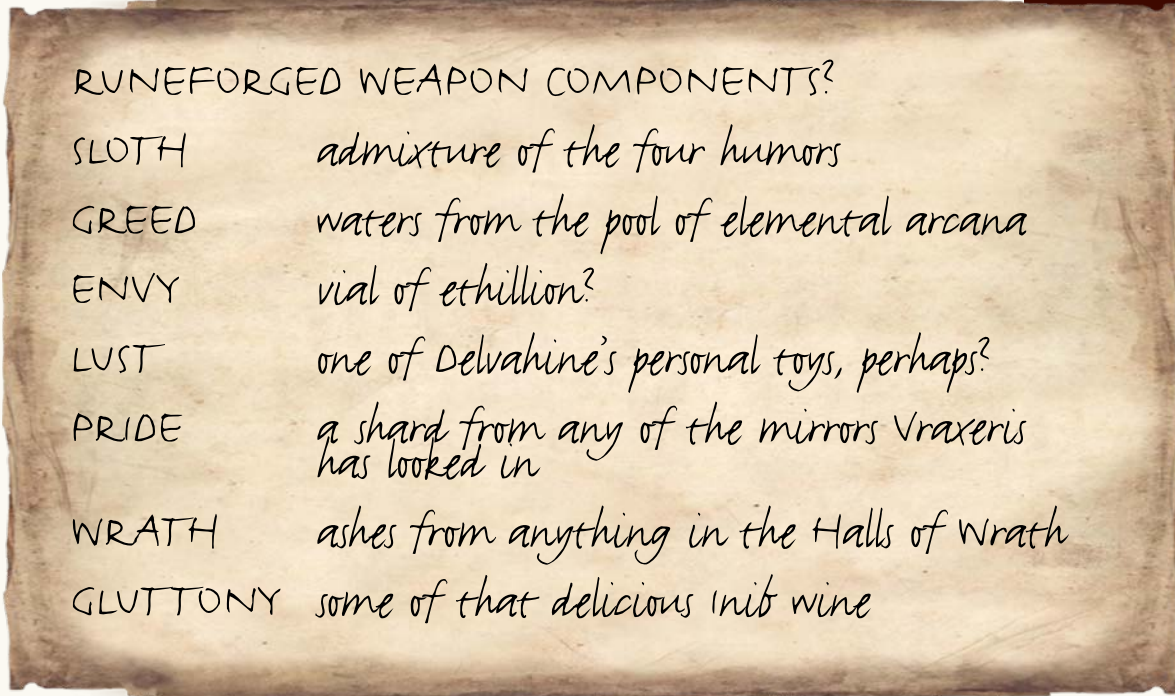 RUNEFORGED WEAPON COMPONENTS?
SLOTH admixture of the four humors
GREED waters from the pool of elemental arcana
ENVY vial of ethillion?
LUST one of Delvahine's personal toys, perhaps?
PRIDE a shard from any of the mirrors Vraxeris
has looked in
WRATH ashes from anything in the Halls of Wrath
GLUTTONY some of that delicious Inib wine